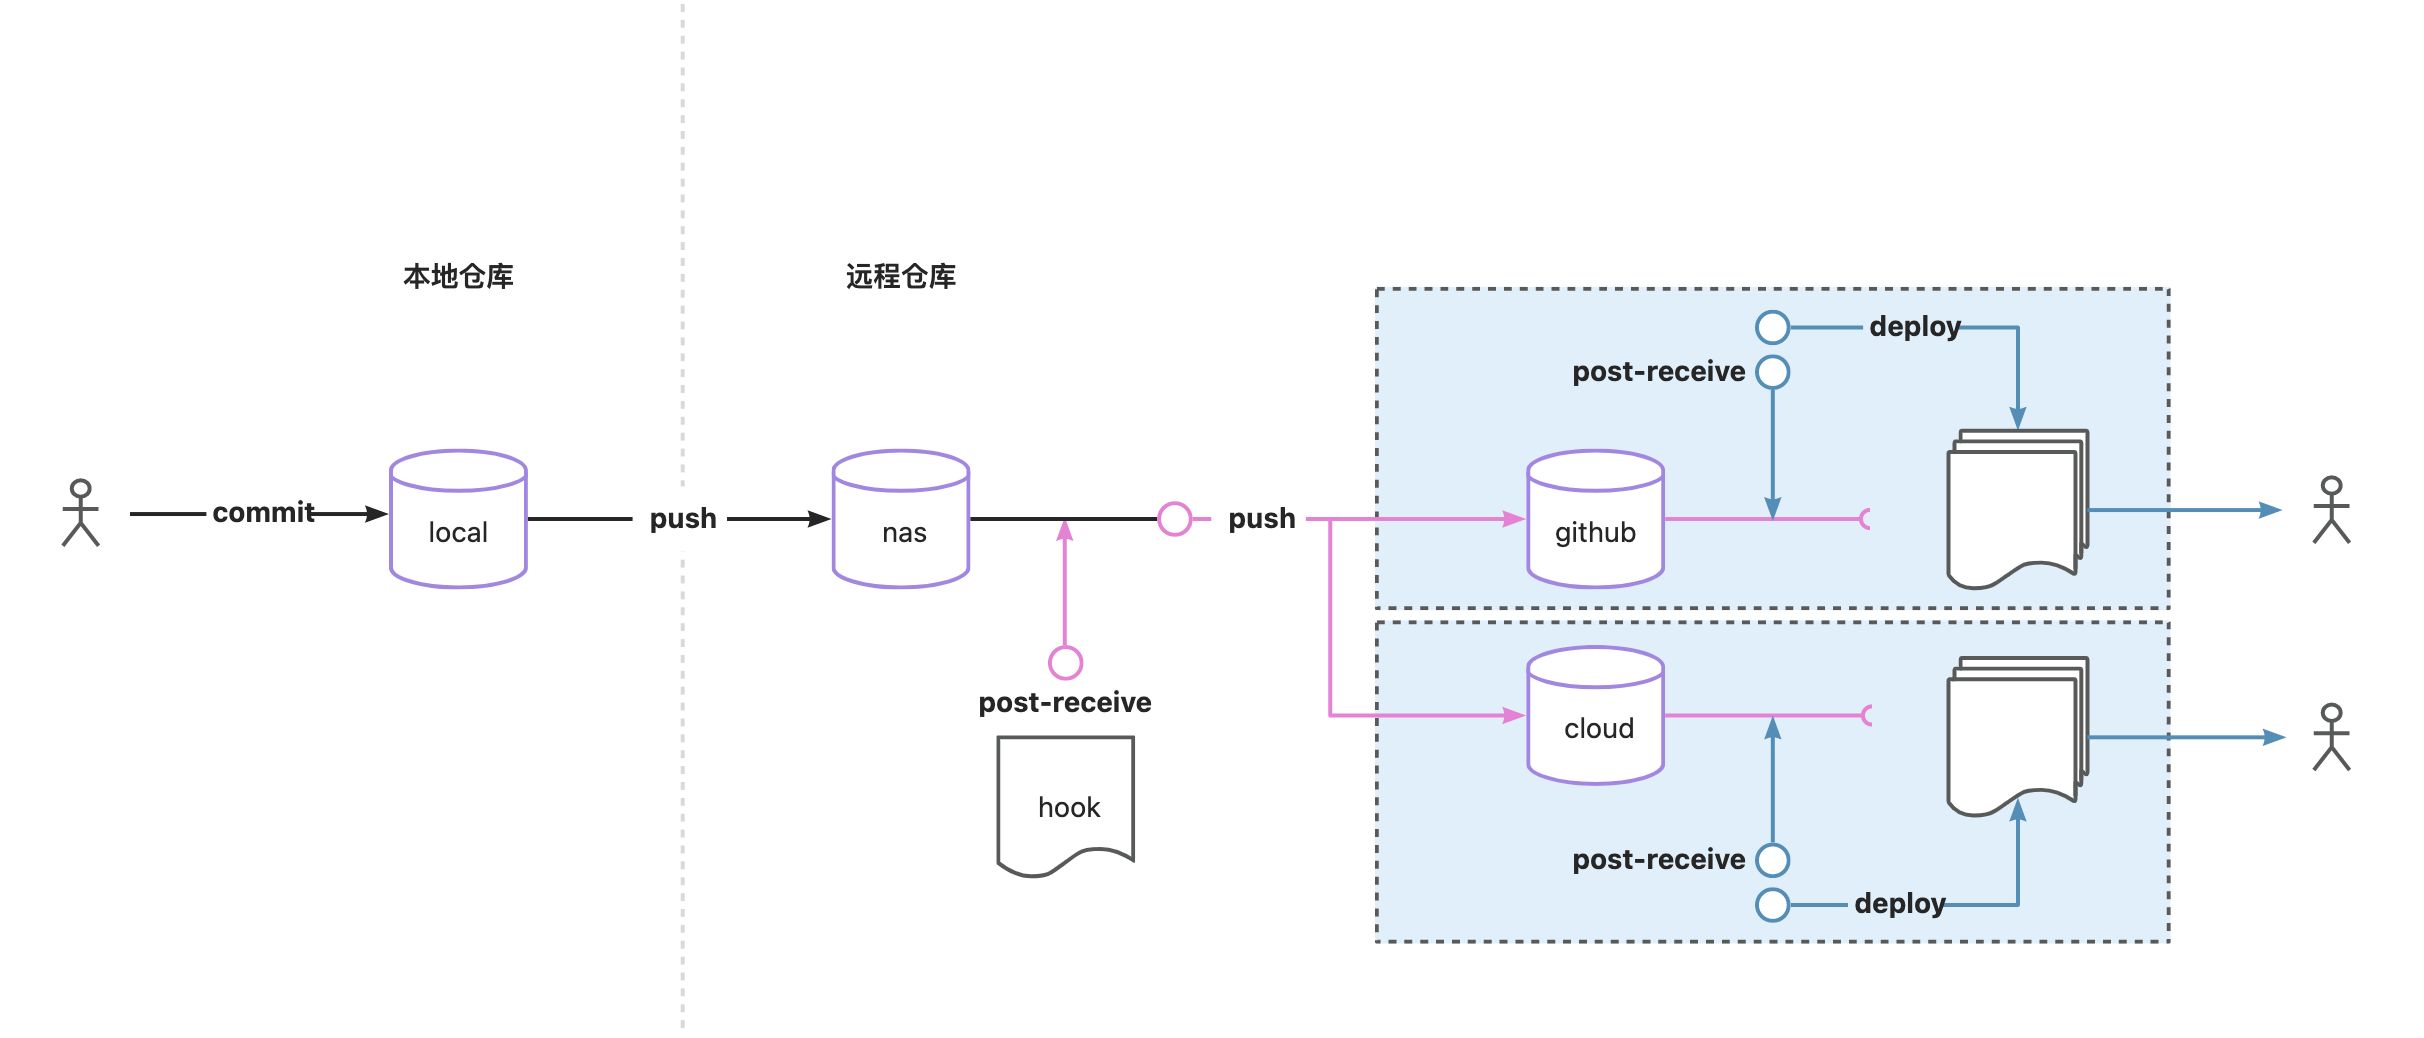 本地仓库
远程仓库
commit
local
push
nas
post-receive
hook
push
deploy
post-receive
github
cloud
post-receive
deploy